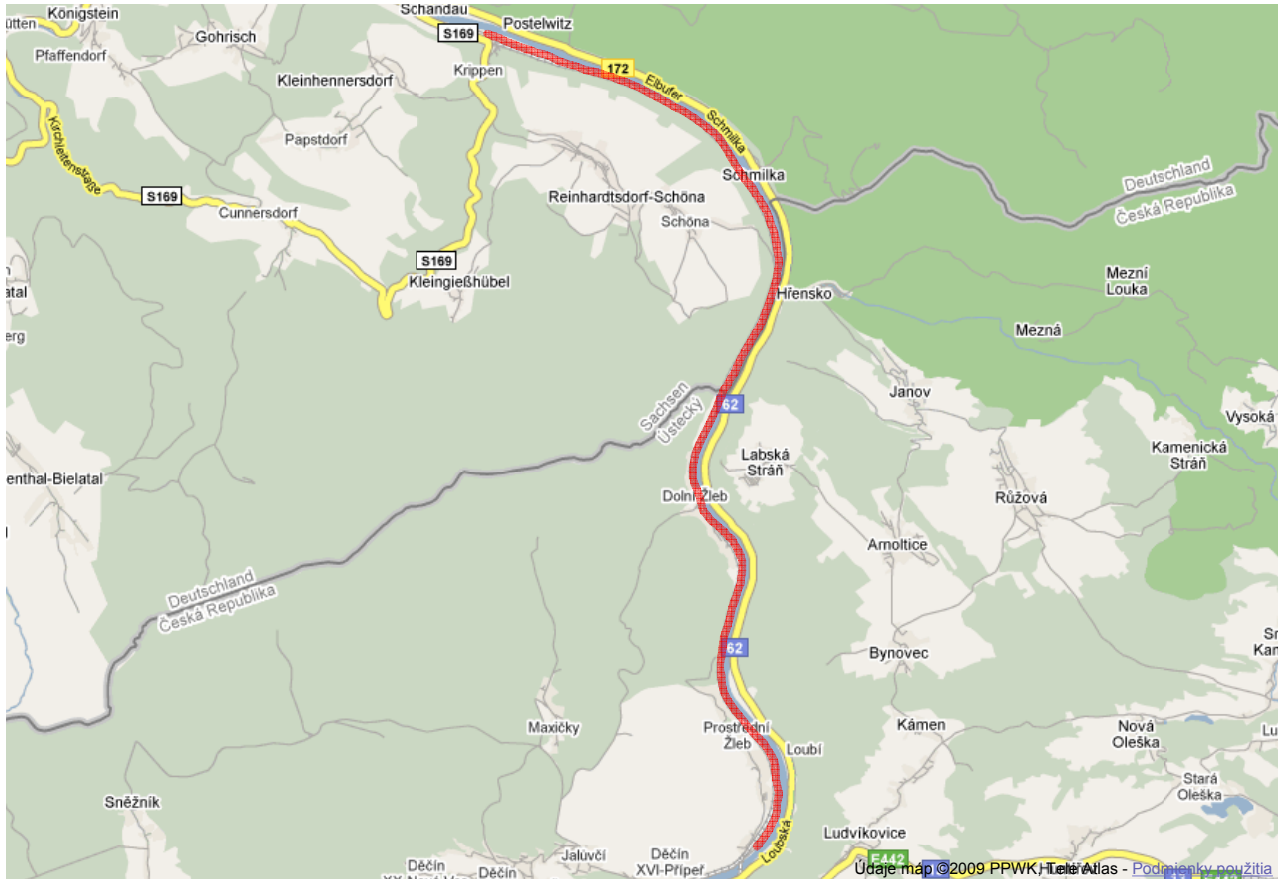 Schandau
Königstein
Postelwitz
Gohrisch
S169
Pfaffendorf
Krippen
Kleinhennersdorf
172
Elbufer
Schmilka
Kirchleitenstraße
Papstdorf
Schmilka
Deutschland
Česká Republika
S169
Reinhardtsdorf-Schöna
Cunnersdorf
Schöna
S169
Kleingießhübel
Mezní
Louka
Hřensko
Mezná
Janov
Sachsen
Ústecký
62
Vysoká
Labská
Stráň
Kamenická
Stráň
enthal-Bielatal
Dolní Žleb
Růžová
Arnoltice
Deutschland
Česká Republika
62
Bynovec
Maxičky
Prostřední
Žleb
Loubí
Kámen
Nová
Oleška
Stará
Oleška
Sněžník
Loubská
Ludvíkovice
Jalůvčí
Děčín
XVI-Přípeř
Děčín
Děčín
E442
Údaje máp ©2009 PPWK, Tele Atlas - Podmienky použitia